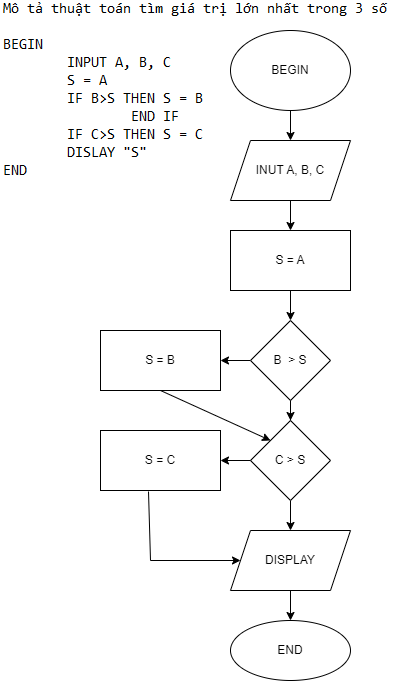 Mô tả thuật toán tìm giá trị lớn nhất trong 3 số
BEGIN
INPUT A, B, C
S = A
IF B>S THEN S = B
END IF
IF C>S THEN S = C
DISLAY "S"
END
BEGIN
INUT A, B, C
S = A
B > S
S = B
C > S
S = C
DISPLAY
END